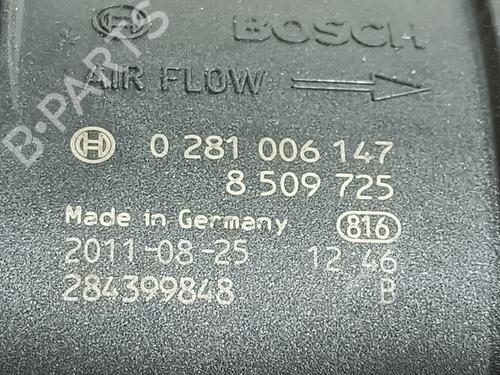 BOSCH
AIR FLOW
B-PARTS
0 281 006 147
8 509 725
Made in Germany 816
2011-08-25 12 46
284399848 B